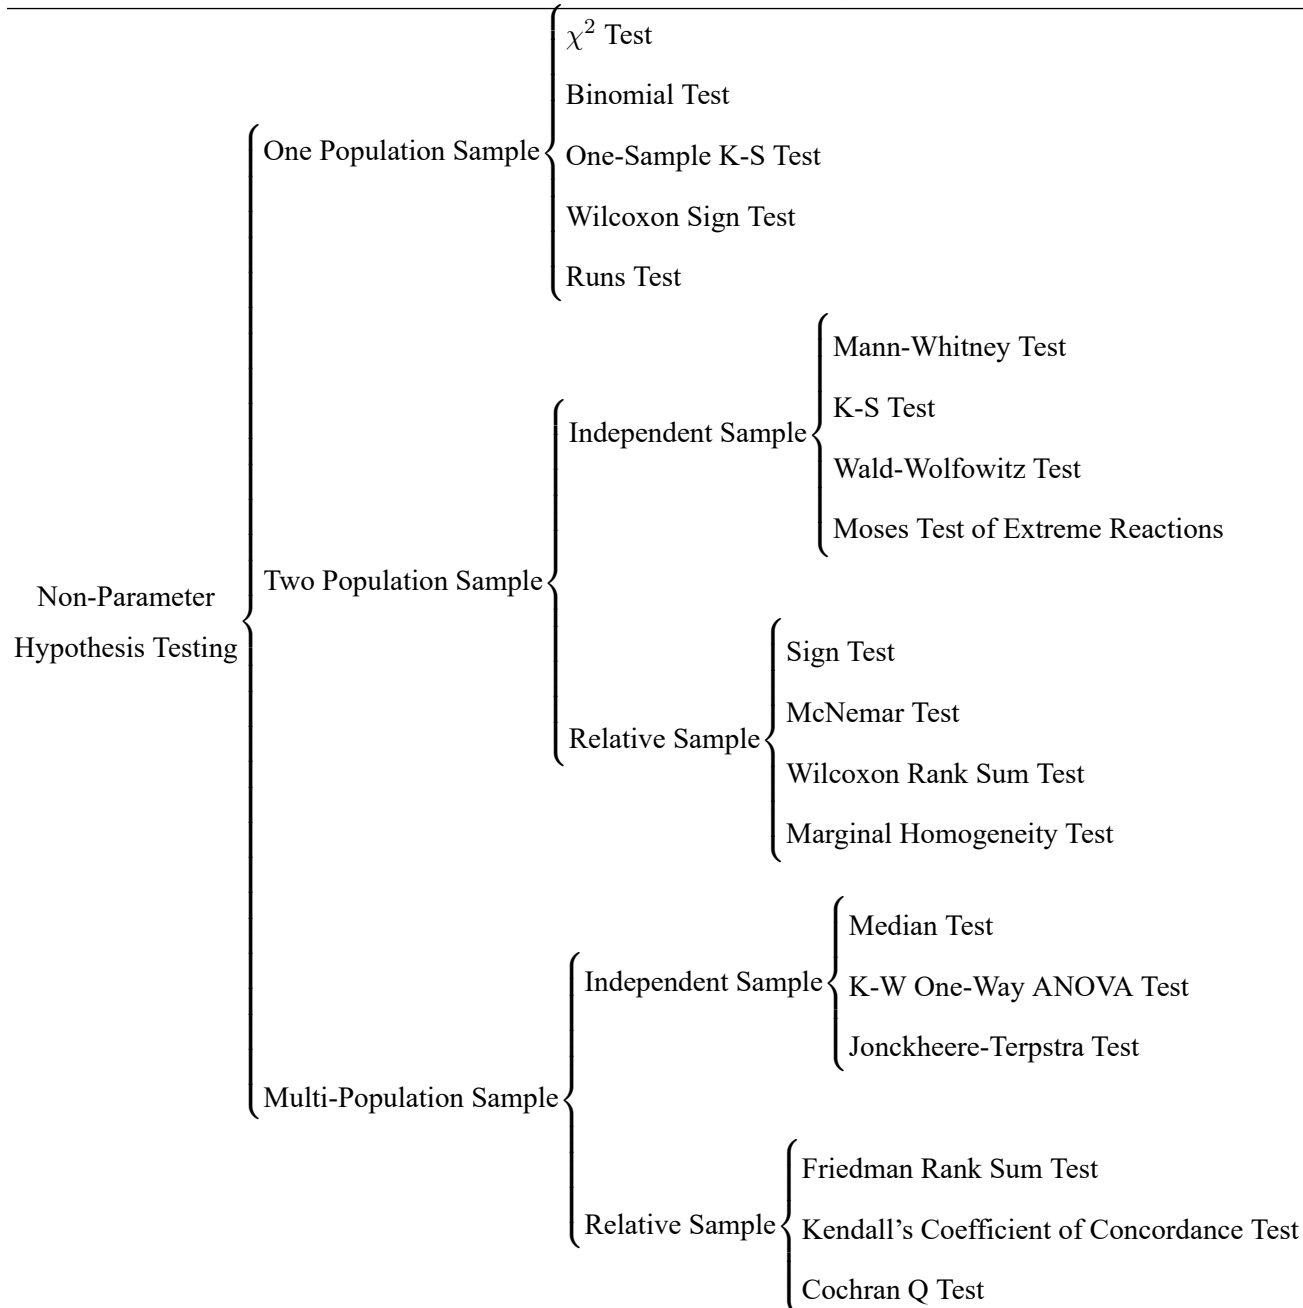 χ² Test
Binomial Test
One Population Sample
One-Sample K-S Test
Wilcoxon Sign Test
Runs Test
Mann-Whitney Test
K-S Test
Independent Sample
Wald-Wolfowitz Test
Moses Test of Extreme Reactions
Two Population Sample
Non-Parameter
Hypothesis Testing
Sign Test
McNemar Test
Relative Sample
Wilcoxon Rank Sum Test
Marginal Homogeneity Test
Median Test
Independent Sample
K-W One-Way ANOVA Test
Jonckheere-Terpstra Test
Multi-Population Sample
Friedman Rank Sum Test
Relative Sample
Kendall’s Coefficient of Concordance Test
Cochran Q Test